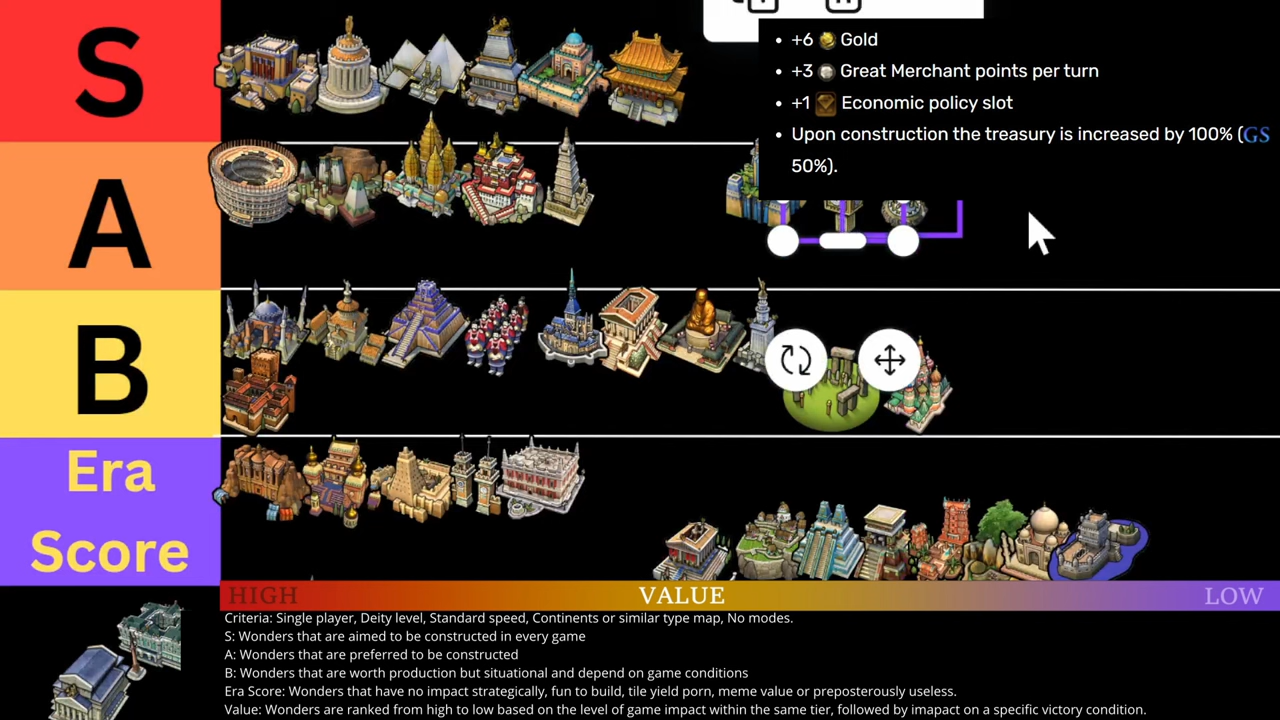 S
+6 Gold
+3 Great Merchant points per turn
+1 Economic policy slot
Upon construction the treasury is increased by 100% (GS
50%).
A
B
Era
Score
HIGH VALUE LOW
Criteria: Single player, Deity level, Standard speed, Continents or similar type map, No modes.
S: Wonders that are aimed to be constructed in every game
A: Wonders that are preferred to be constructed
B: Wonders that are worth production but situational and depend on game conditions
Era Score: Wonders that have no impact strategically, fun to build, tile yield porn, meme value or preposterously useless.
Value: Wonders are ranked from high to low based on the level of game impact within the same tier, followed by imapact on a specific victory condition.